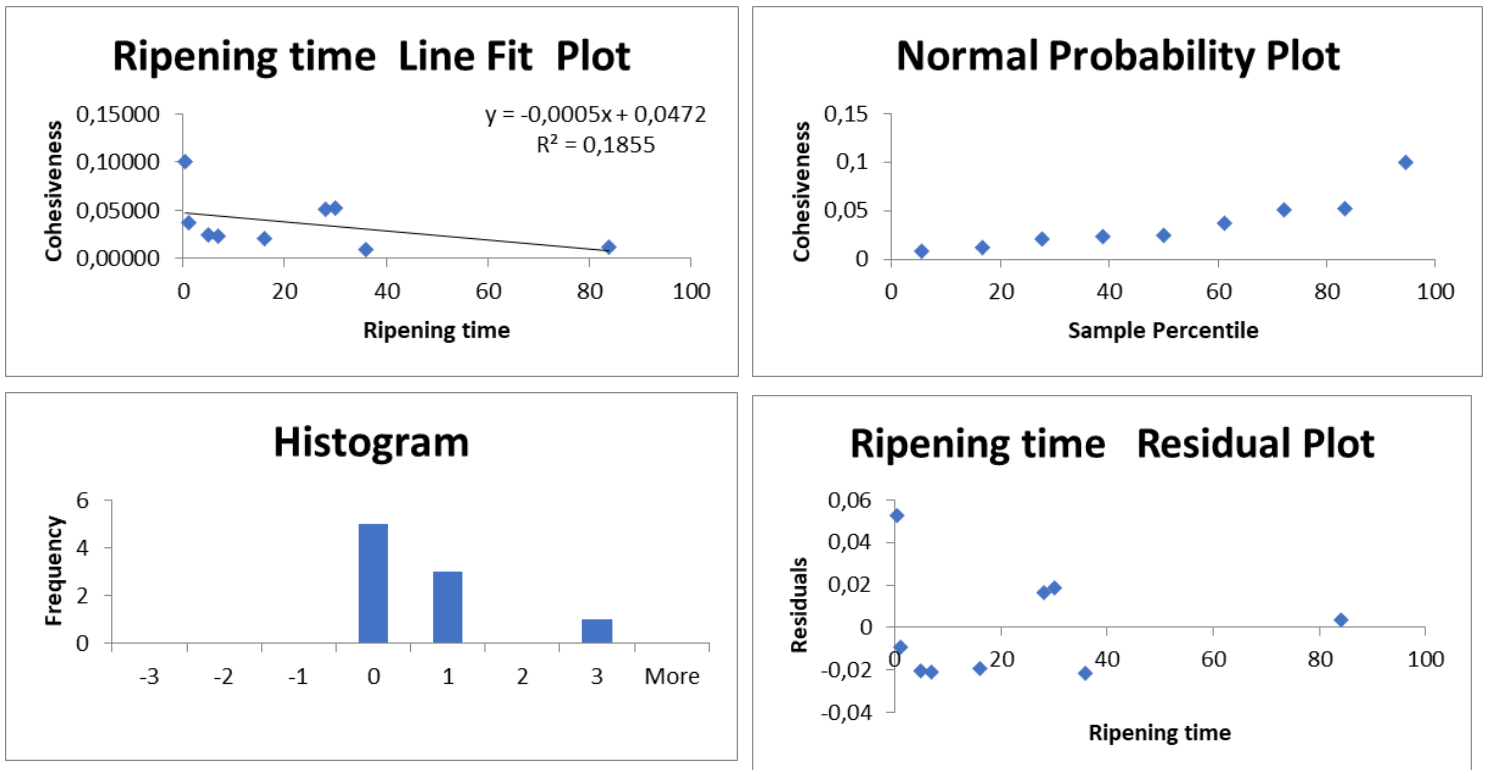 Ripening time Line Fit Plot
Cohesiveness
0,15000
0,10000
0,05000
0,00000
y = -0,0005x + 0,0472
R² = 0,1855
0 20 40 60 80 100
Ripening time
Normal Probability Plot
Cohesiveness
0,15
0,1
0,05
0
0 20 40 60 80 100
Sample Percentile
Histogram
Frequency
6
4
2
0
-3 -2 -1 0 1 2 3 More
Ripening time Residual Plot
Residuals
0,06
0,04
0,02
0
-0,02
-0,04
0 20 40 60 80 100
Ripening time